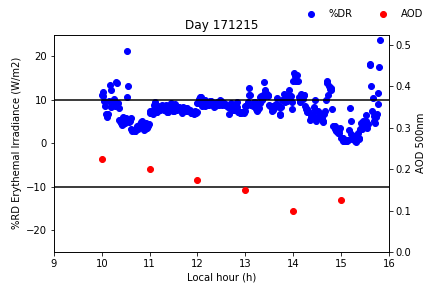 %DR AOD
Day 171215
%RD Erythemal Irradiance (W/m2)
20
10
0
−10
−20
0.5
0.4
0.3
0.2
0.1
0.0
AOD 500nm
9 10 11 12 13 14 15 16
Local hour (h)